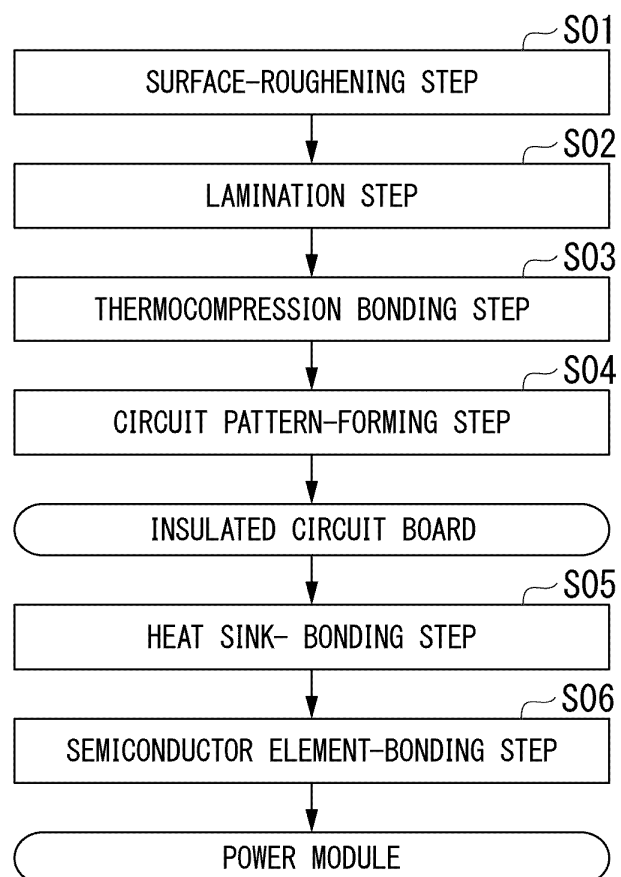 S01
SURFACE-ROUGHENING STEP
S02
LAMINATION STEP
S03
THERMOCOMPRESSION BONDING STEP
S04
CIRCUIT PATTERN-FORMING STEP
INSULATED CIRCUIT BOARD
S05
HEAT SINK- BONDING STEP
S06
SEMICONDUCTOR ELEMENT-BONDING STEP
POWER MODULE